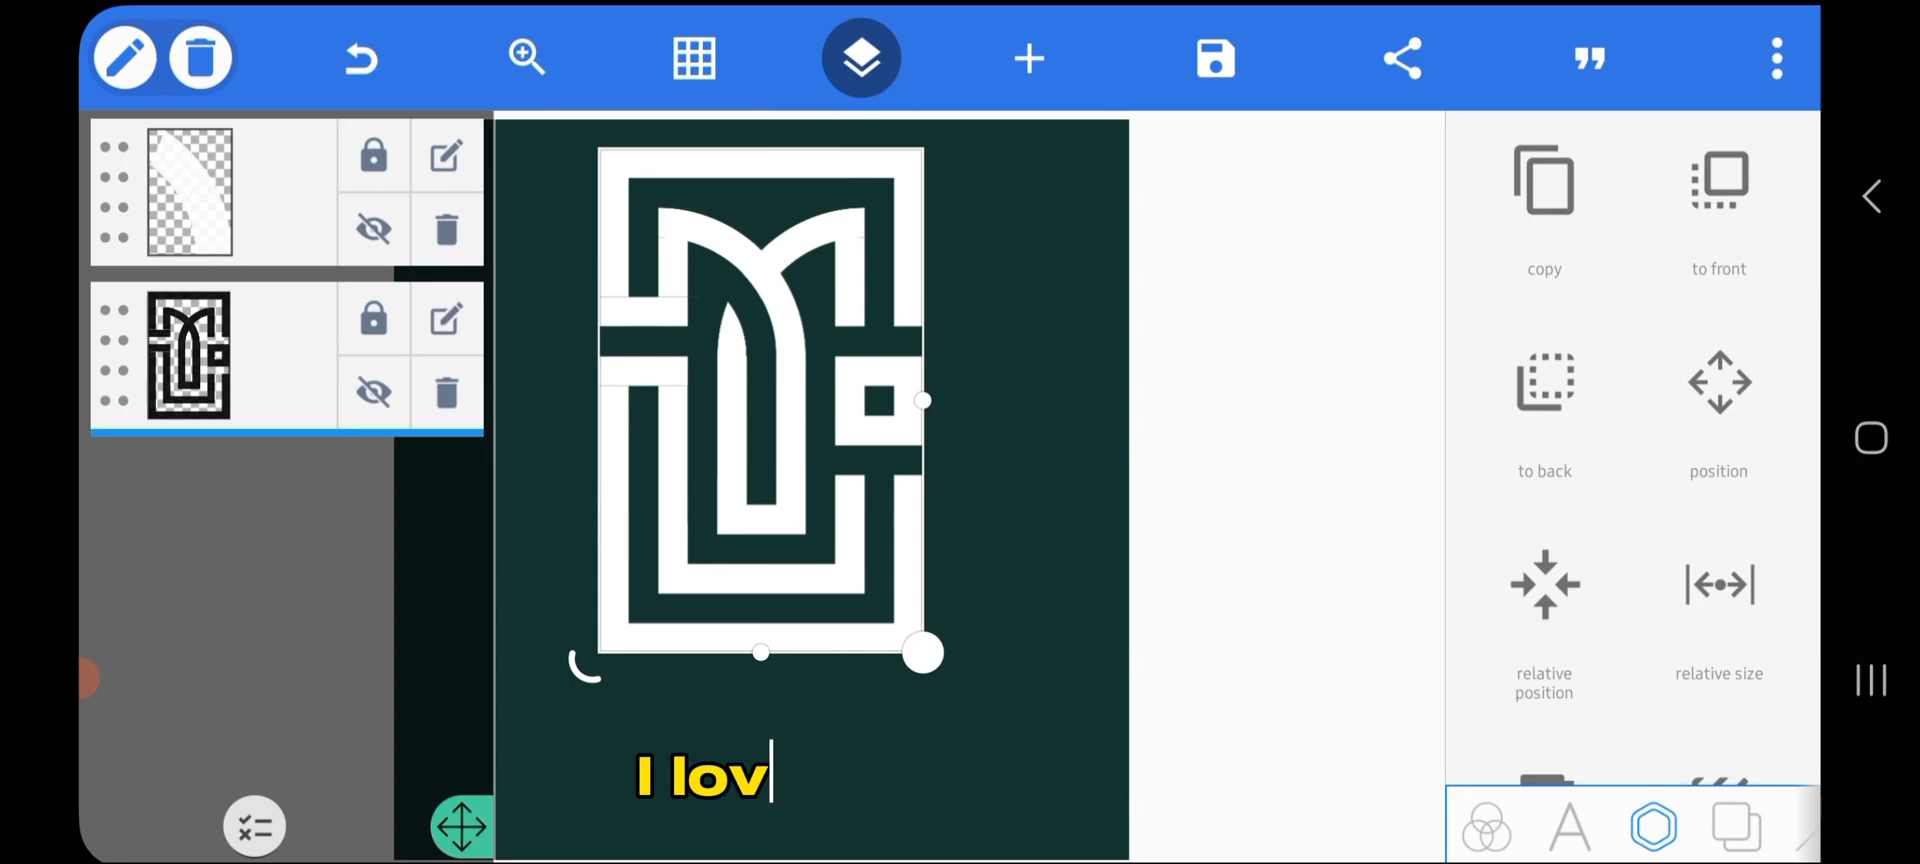 copy
to front
to back
position
relative
position
relative size
I lov